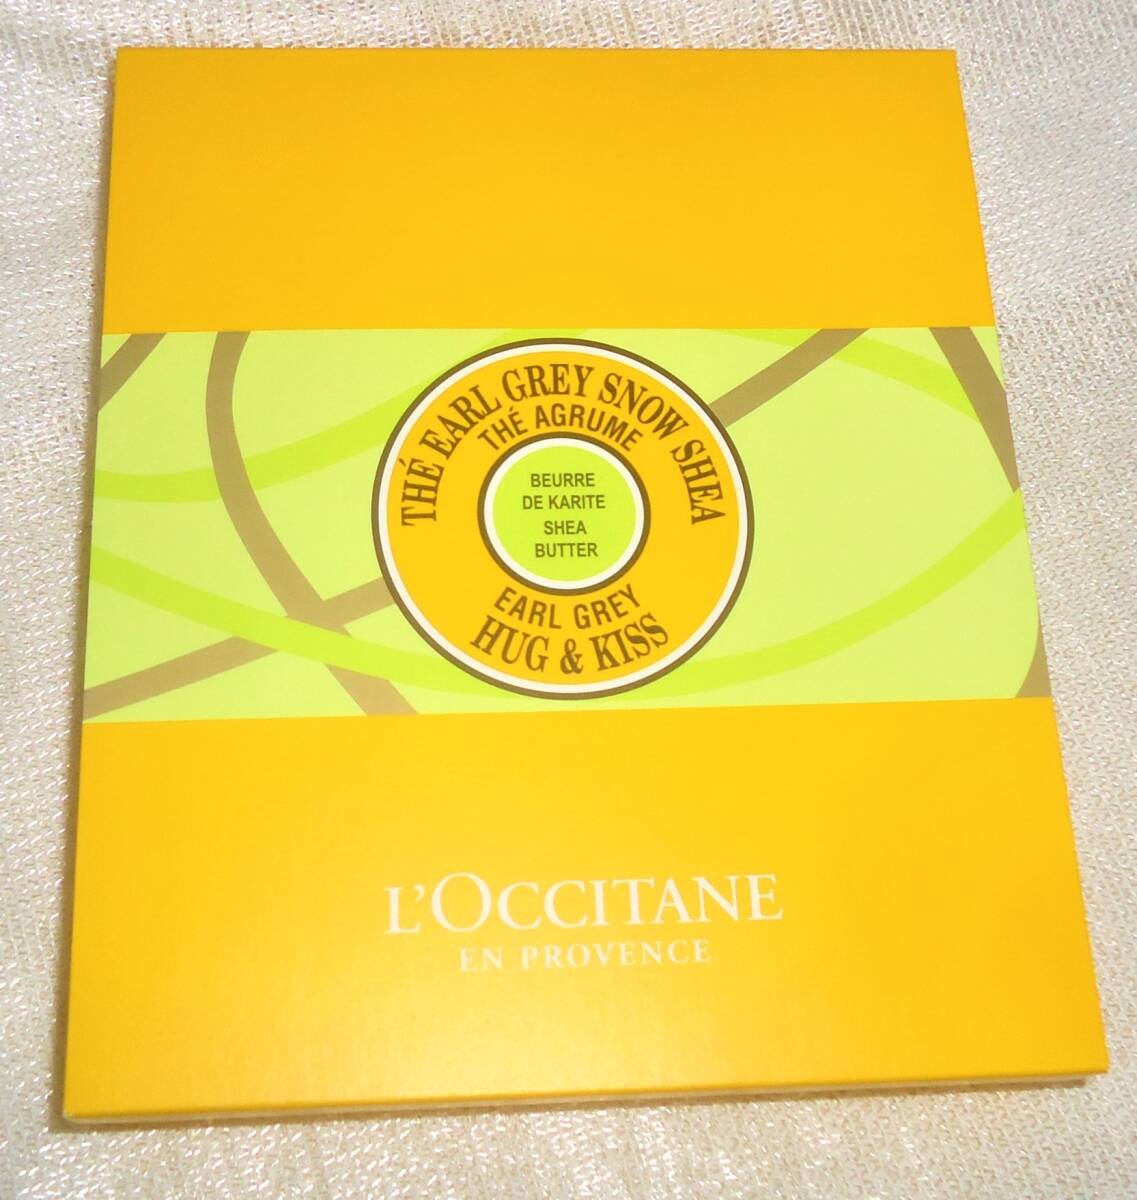 THÉ EARL GREY SNOW SHEA
THÉ AGRUME
BEURRE
DE KARITE
SHEA
BUTTER
EARL GREY
HUG & KISS
L'OCCITANE
EN PROVENCE